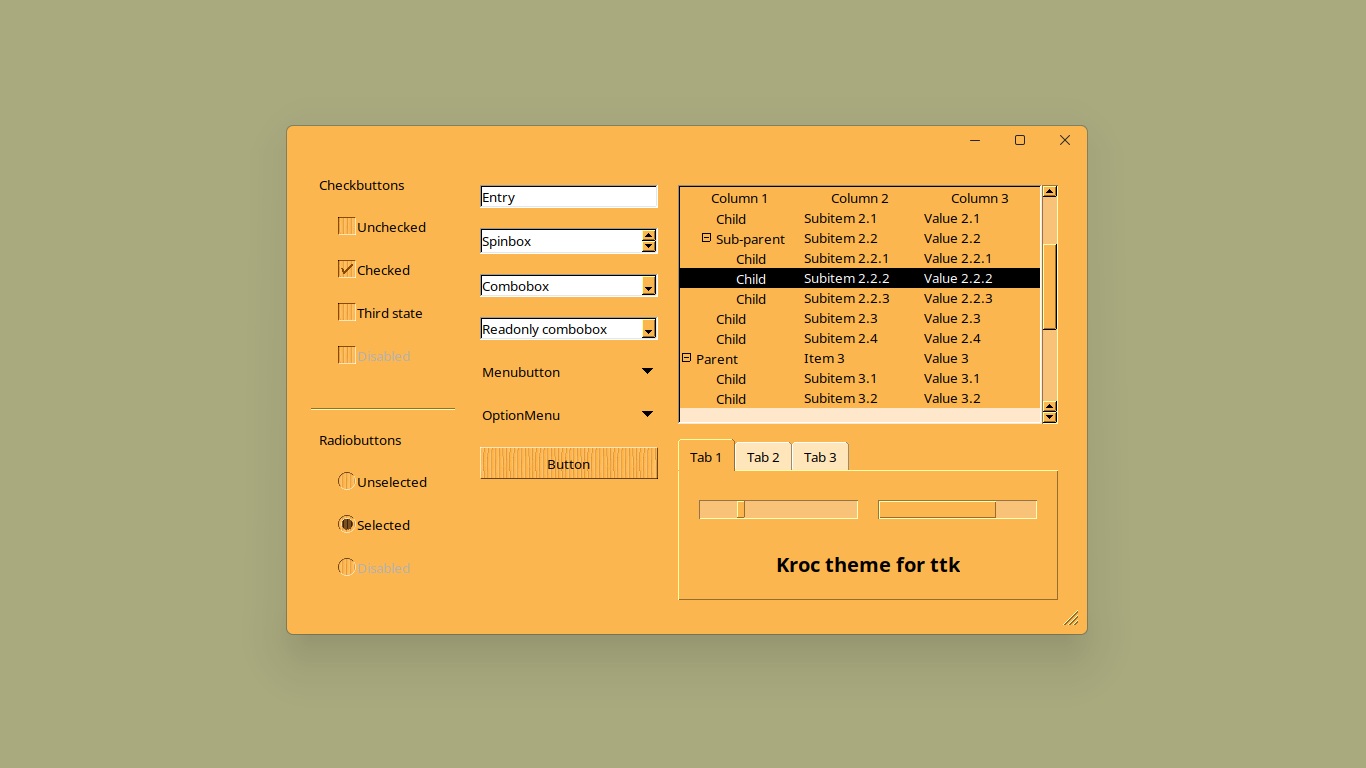 Checkbuttons
Unchecked
Checked
Third state
Disabled
Radiobuttons
Unselected
Selected
Disabled
Entry
Spinbox
Combobox
Readonly combobox
Menubutton
OptionMenu
Button
Column 1 Column 2 Column 3
Child Subitem 2.1 Value 2.1
Sub-parent Subitem 2.2 Value 2.2
Child Subitem 2.2.1 Value 2.2.1
Child Subitem 2.2.2 Value 2.2.2
Child Subitem 2.2.3 Value 2.2.3
Child Subitem 2.3 Value 2.3
Child Subitem 2.4 Value 2.4
Parent Item 3 Value 3
Child Subitem 3.1 Value 3.1
Child Subitem 3.2 Value 3.2
Tab 1 Tab 2 Tab 3
Kroc theme for ttk